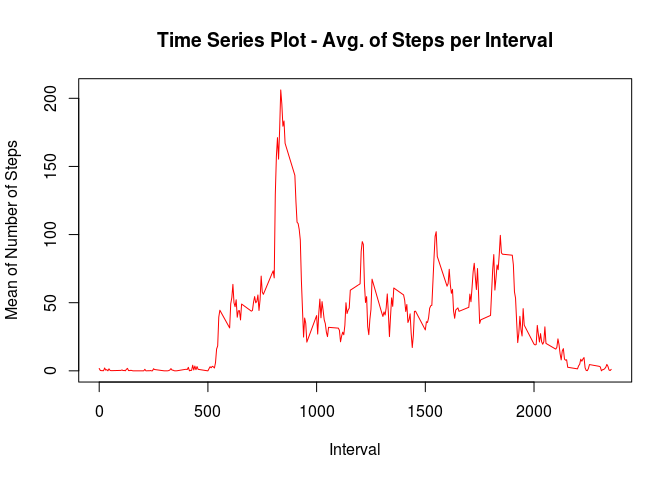 Time Series Plot - Avg. of Steps per Interval
Mean of Number of Steps
200
150
100
50
0
0 500 1000 1500 2000
Interval